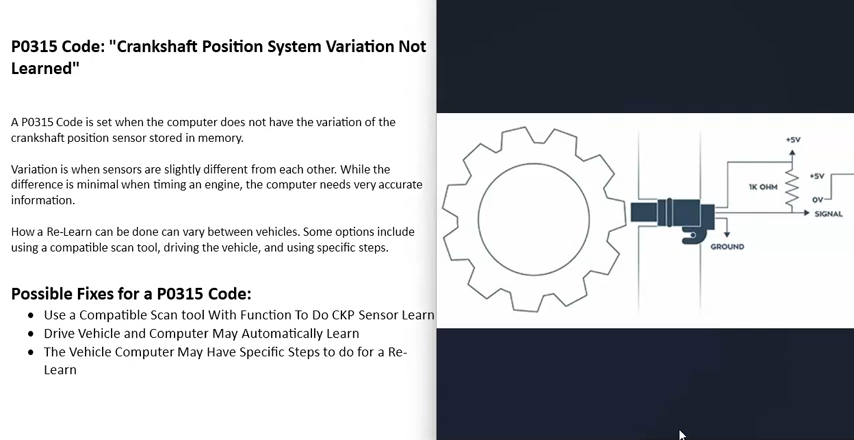 P0315 Code: "Crankshaft Position System Variation Not
Learned"
A P0315 Code is set when the computer does not have the variation of the
crankshaft position sensor stored in memory.
Variation is when sensors are slightly different from each other. While the
difference is minimal when timing an engine, the computer needs very accurate
information.
How a Re-Learn can be done can vary between vehicles. Some options include
using a compatible scan tool, driving the vehicle, and using specific steps.
Possible Fixes for a P0315 Code:
• Use a Compatible Scan tool With Function To Do CKP Sensor Learn
• Drive Vehicle and Computer May Automatically Learn
• The Vehicle Computer May Have Specific Steps to do for a Re-
Learn
+5V
+5V
1K OHM
0V
SIGNAL
GROUND